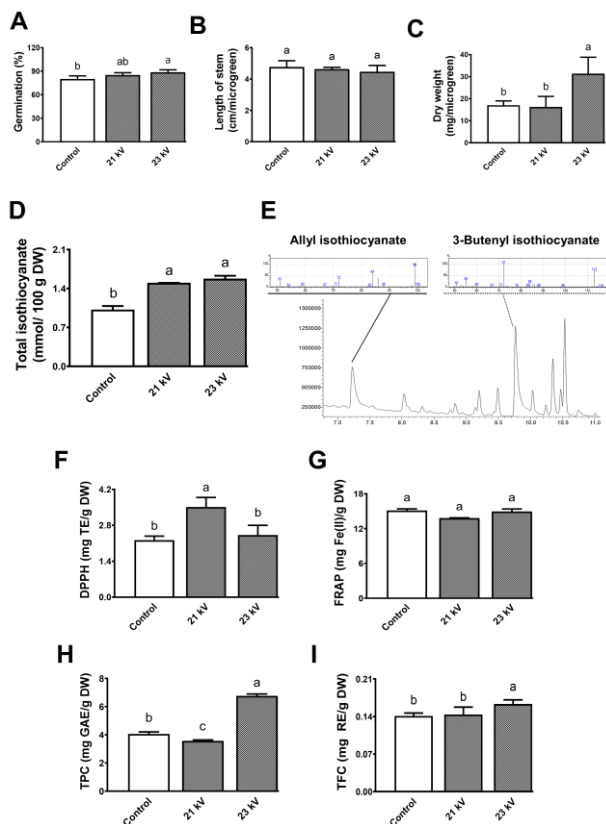 A
Germination (%)
120
90
60
30
0
b
ab
a
Control
21 kV
23 kV
B
Length of stem
(cm/microgreen)
6
4
2
0
a
a
a
Control
21 kV
23 kV
C
Dry weight
(mg/microgreen)
40
30
20
10
0
b
b
a
Control
21 kV
23 kV
D
Total isothiocyanate
(mmol/ 100 g DW)
2.1
1.4
0.7
0.0
b
a
a
Control
21 kV
23 kV
E
Allyl isothiocyanate
3-Butenyl isothiocyanate
1500000
1250000
1000000
750000
500000
250000
7.0
7.5
8.0
8.5
9.0
9.5
10.0
10.5
11.0
F
DPPH (mg TE/g DW)
4.2
2.8
1.4
0.0
b
a
b
Control
21 kV
23 kV
G
FRAP (mg Fe(II)/g DW)
18
12
6
0
a
a
a
Control
21 kV
23 kV
H
TPC (mg GAE/g DW)
8
6
4
2
0
b
c
a
Control
21 kV
23 kV
I
TFC (mg RE/g DW)
0.21
0.14
0.07
0.00
b
b
a
Control
21 kV
23 kV